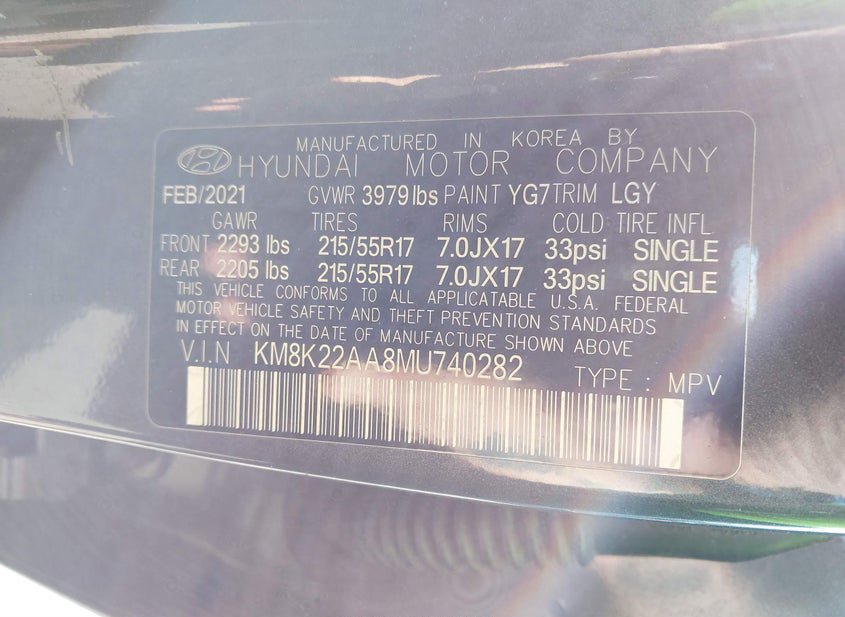 MANUFACTURED IN KOREA BY
HYUNDAI MOTOR COMPANY
FEB/2021 GVWR 3979lbs PAINT YG7 TRIM LGY
GAWR TIRES RIMS COLD TIRE INFL
FRONT 2293 lbs 215/55R17 7.0JX17 33psi SINGLE
REAR 2205 lbs 215/55R17 7.0JX17 33psi SINGLE
THIS VEHICLE CONFORMS TO ALL APPLICATABLE U.S.A. FEDERAL
MOTOR VEHICLE SAFETY AND THEFT PREVENTION STANDARDS
IN EFFECT ON THE DATE OF MANUFACTURE SHOWN ABOVE
V.I.N KM8K22AA8MU740282 TYPE : MPV